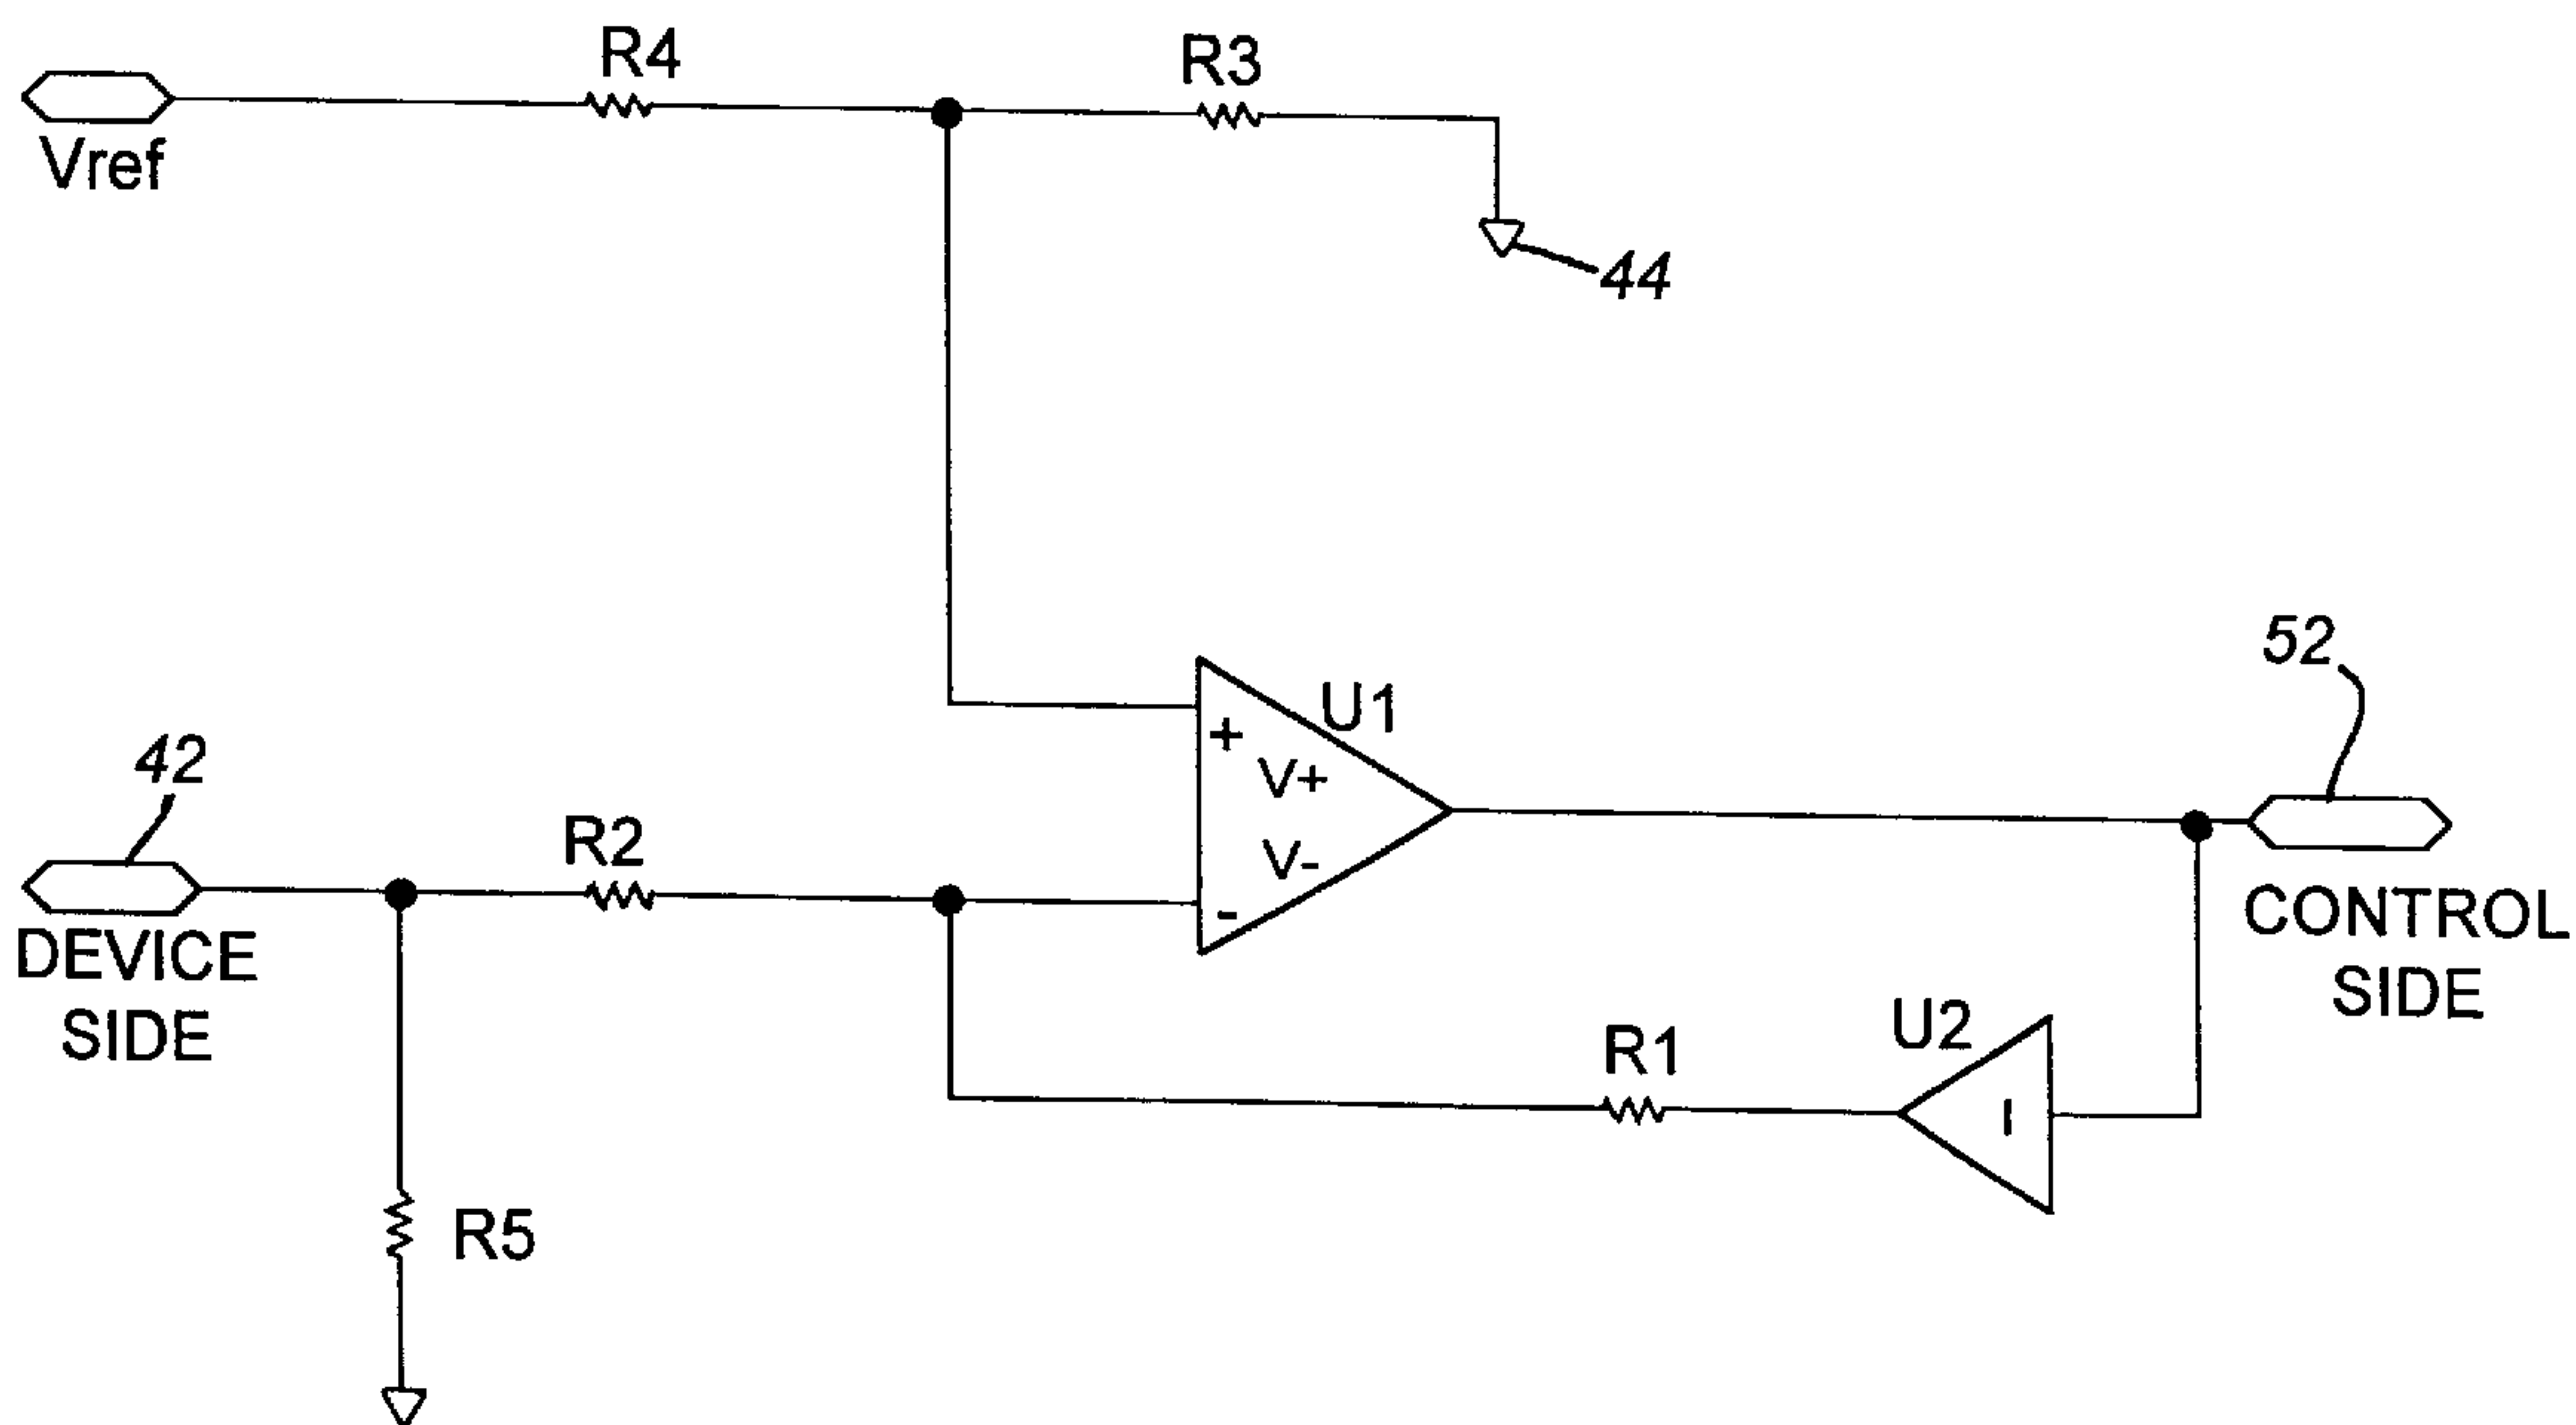 R4
R3
Vref
44
52
U1
+
V+
V-
-
42
R2
DEVICE
SIDE
CONTROL
SIDE
U2
R1
I
R5